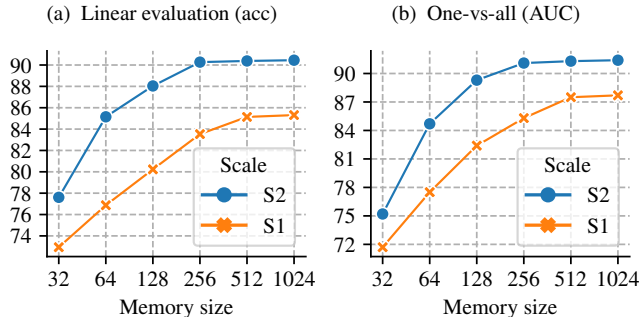 (a) Linear evaluation (acc)
90
88
86
84
82
80
78
76
74
Scale
S2
S1
32 64 128 256 512 1024
Memory size
(b) One-vs-all (AUC)
90
87
84
81
78
75
72
Scale
S2
S1
32 64 128 256 512 1024
Memory size